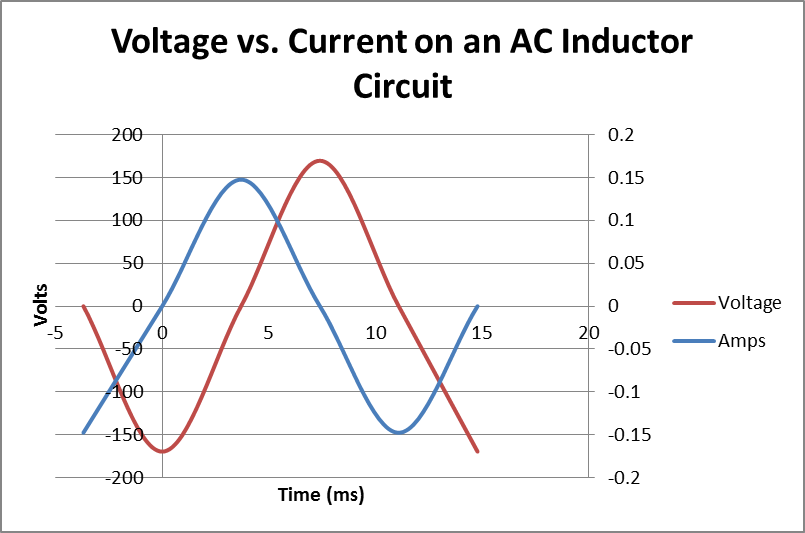 Voltage vs. Current on an AC Inductor
Circuit
200 0.2
150 0.15
100 0.1
50 0.05
0 0
-5 0 5 10 15 20
-50 -0.05
-100 -0.1
-150 -0.15
-200 -0.2
Volts
Time (ms)
Voltage
Amps